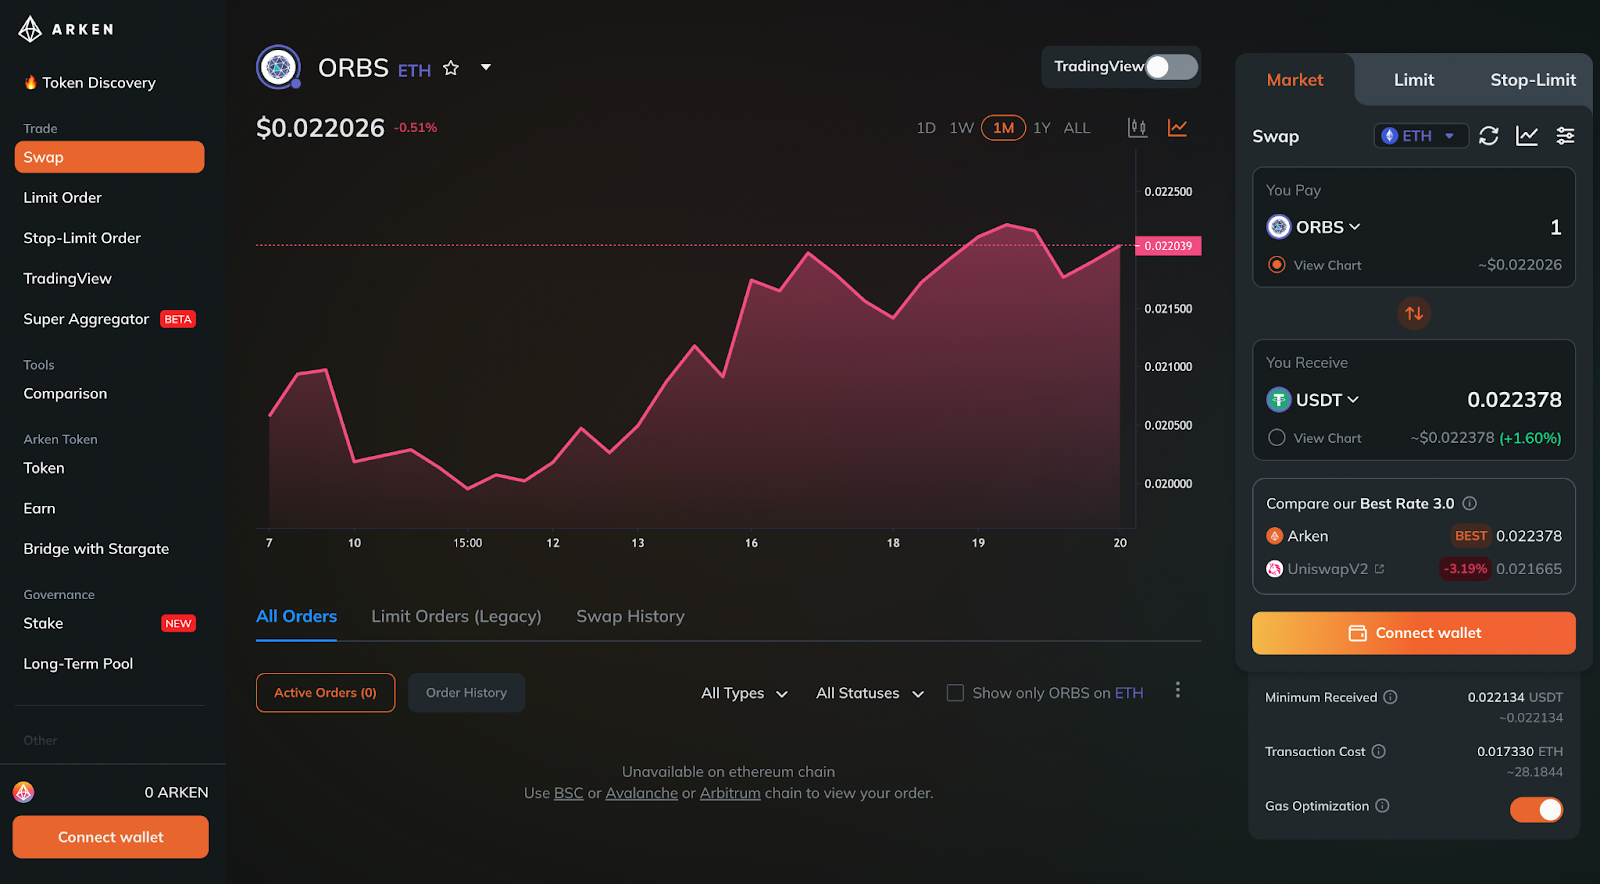 ARKEN
Token Discovery
Trade
Swap
Limit Order
Stop-Limit Order
TradingView
Super Aggregator BETA
Tools
Comparison
Arken Token
Token
Earn
Bridge with Stargate
Governance
Stake NEW
Long-Term Pool
Other
0 ARKEN
Connect wallet
ORBS ETH
TradingView
$0.022026 -0.51%
1D 1W 1M 1Y ALL
0.022500
0.022039
0.021500
0.021000
0.020500
0.020000
7 10 15:00 12 13 16 18 19 20
All Orders Limit Orders (Legacy) Swap History
Active Orders (0) Order History All Types All Statuses Show only ORBS on ETH
Unavailable on ethereum chain
Use BSC or Avalanche or Arbitrum chain to view your order.
Market Limit Stop-Limit
Swap ETH
You Pay
ORBS 1
View Chart ~$0.022026
You Receive
USDT 0.022378
View Chart ~$0.022378 (+1.60%)
Compare our Best Rate 3.0
Arken BEST 0.022378
UniswapV2 -3.19% 0.021665
Connect wallet
Minimum Received 0.022134 USDT
~0.022134
Transaction Cost 0.017330 ETH
~28.1844
Gas Optimization